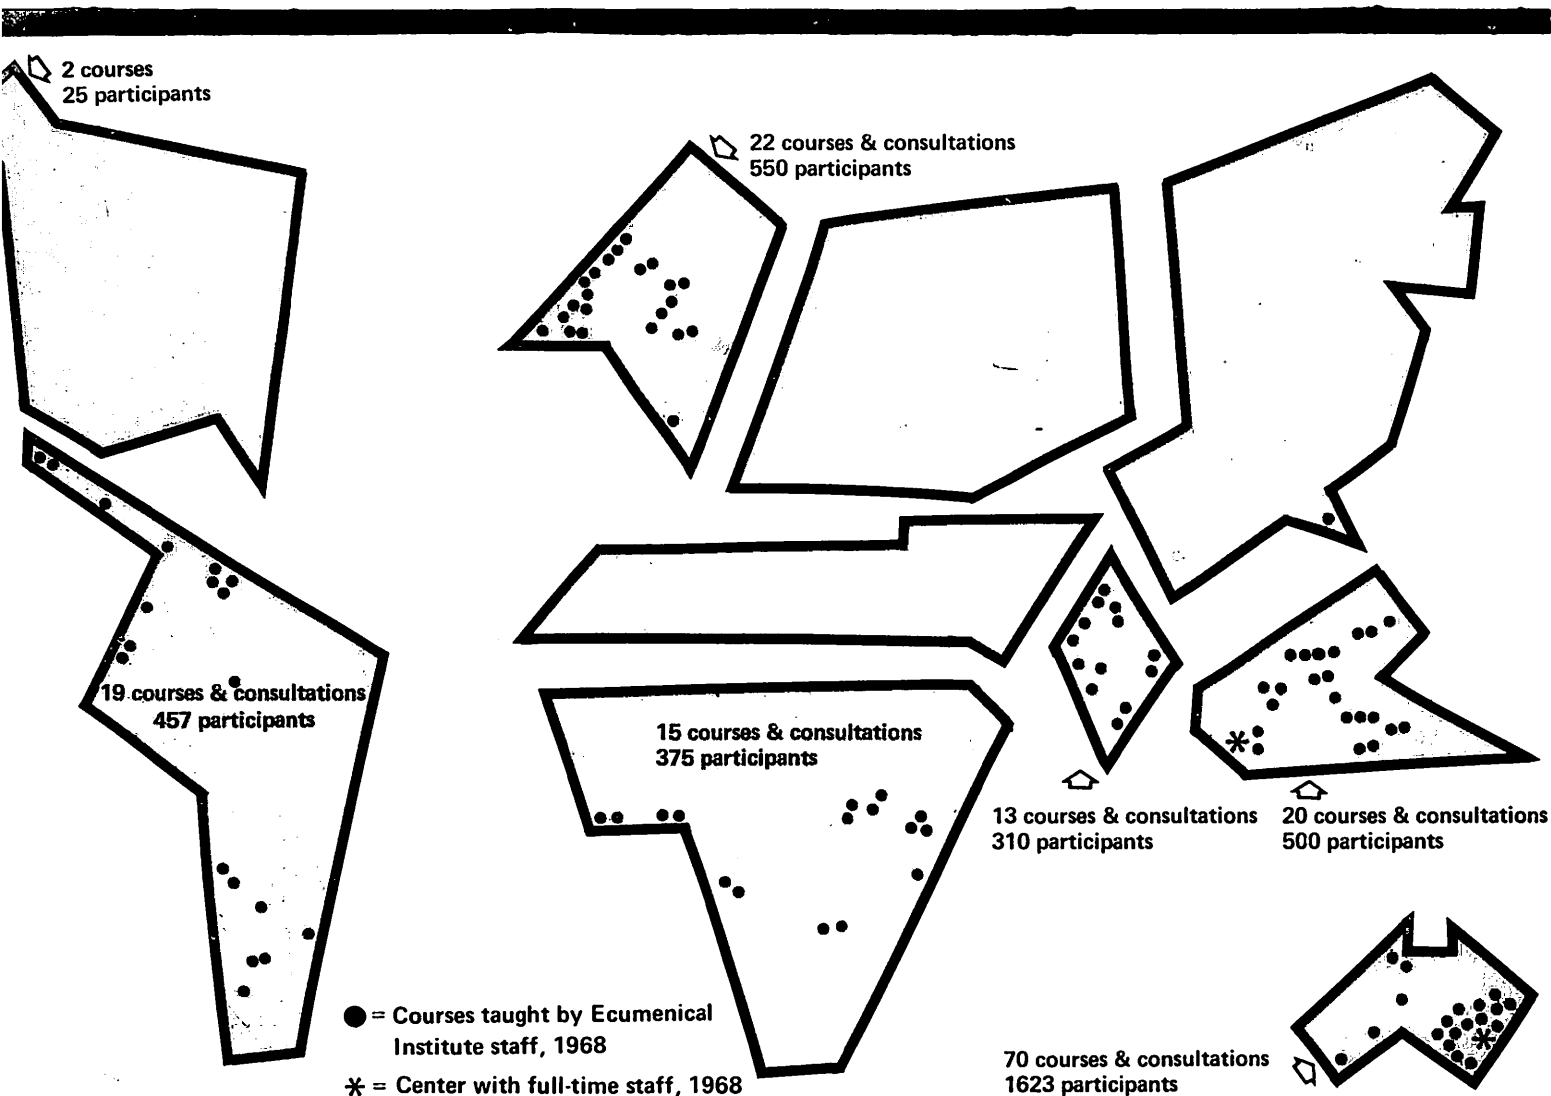 2 courses
25 participants
22 courses & consultations
550 participants
19 courses & consultations
457 participants
15 courses & consultations
375 participants
13 courses & consultations
310 participants
20 courses & consultations
500 participants
● = Courses taught by Ecumenical
Institute staff, 1968
* = Center with full-time staff, 1968
70 courses & consultations
1623 participants